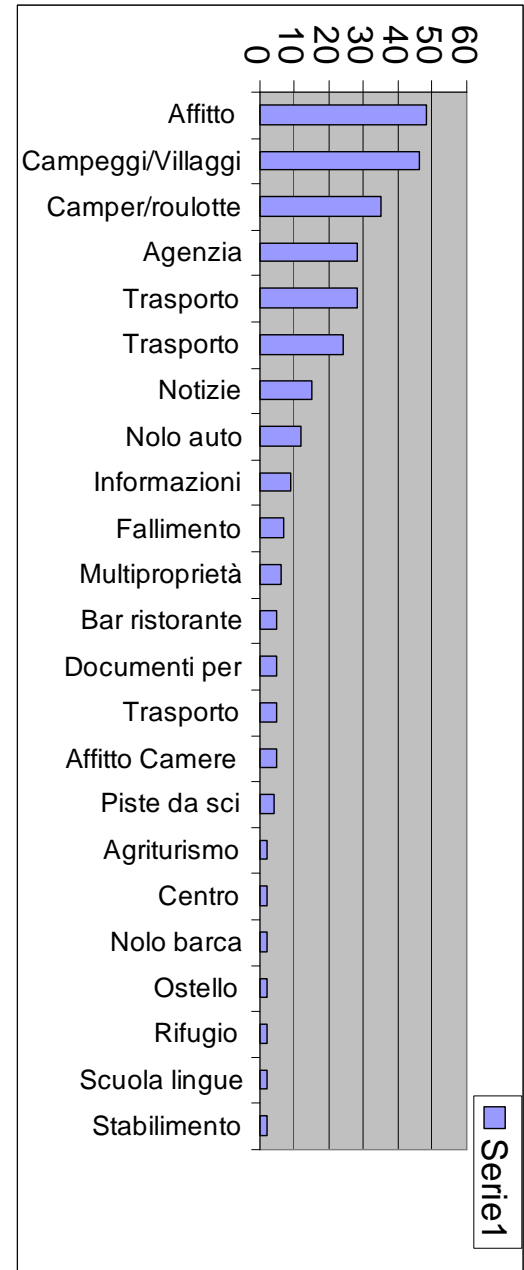 0
10
20
30
40
50
60
Affitto
Campeggi/Villaggi
Camper/roulotte
Agenzia
Trasporto
Trasporto
Notizie
Nolo auto
Informazioni
Fallimento
Multiproprietà
Bar ristorante
Documenti per
Trasporto
Affitto Camere
Piste da sci
Agriturismo
Centro
Nolo barca
Ostello
Rifugio
Scuola lingue
Stabilimento
Serie1